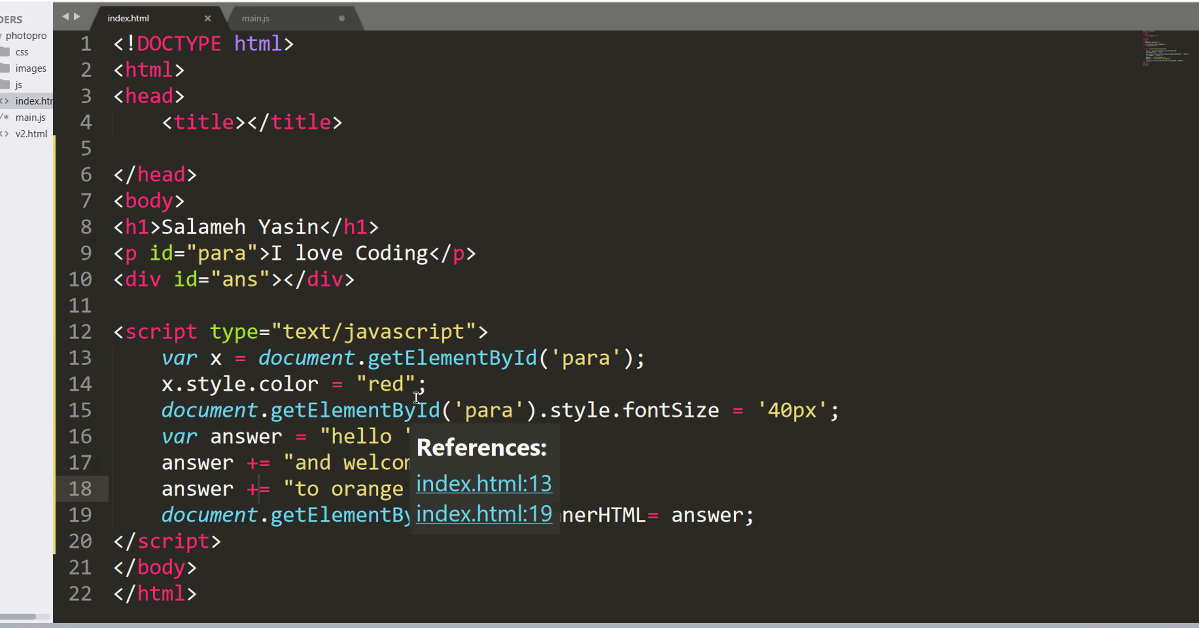 DERS
photopro
css
images
js
index.htm
main.js
v2.html
index.html ×
main.js
1 <!DOCTYPE html>
2 <html>
3 <head>
4 <title></title>
5
6 </head>
7 <body>
8 <h1>Salameh Yasin</h1>
9 <p id="para">I love Coding</p>
10 <div id="ans"></div>
11
12 <script type="text/javascript">
13 var x = document.getElementById('para');
14 x.style.color = "red";
15 document.getElementById('para').style.fontSize = '40px';
16 var answer = "hello "
17 answer += "and welcom
18 answer += "to orange
19 document.getElementBy nnerHTML= answer;
References:
index.html:13
index.html:19
20 </script>
21 </body>
22 </html>